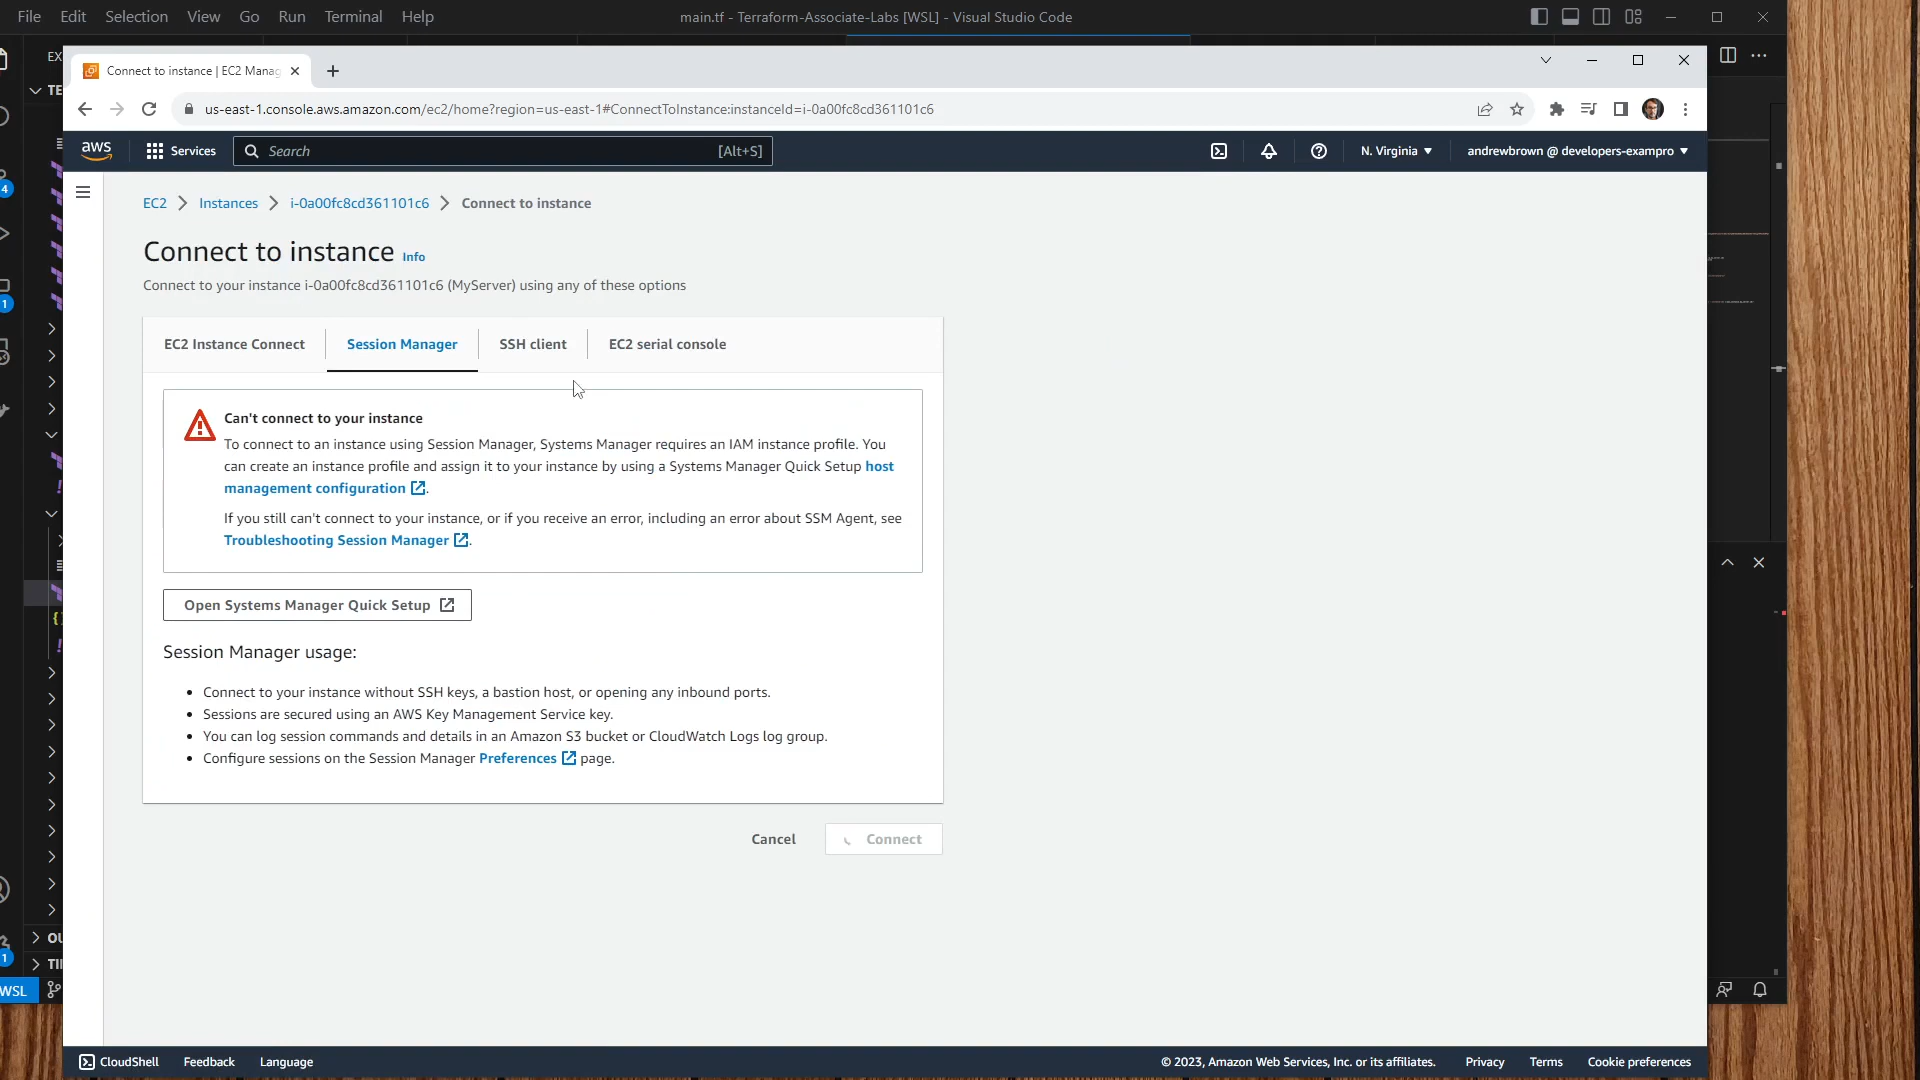 File Edit Selection View Go Run Terminal Help
main.tf - Terraform-Associate-Labs [WSL] - Visual Studio Code
EX
TE
Connect to instance | EC2 Manag
us-east-1.console.aws.amazon.com/ec2/home?region=us-east-1#ConnectToInstance:instanceId=i-0a00fc8cd361101c6
aws Services Search [Alt+S] N. Virginia andrewbrown @ developers-exampro
EC2 Instances i-0a00fc8cd361101c6 Connect to instance
Connect to instance Info
Connect to your instance i-0a00fc8cd361101c6 (MyServer) using any of these options
EC2 Instance Connect Session Manager SSH client EC2 serial console
Can't connect to your instance
To connect to an instance using Session Manager, Systems Manager requires an IAM instance profile. You
can create an instance profile and assign it to your instance by using a Systems Manager Quick Setup host
management configuration.
If you still can't connect to your instance, or if you receive an error, including an error about SSM Agent, see
Troubleshooting Session Manager.
Open Systems Manager Quick Setup
Session Manager usage:
• Connect to your instance without SSH keys, a bastion host, or opening any inbound ports.
• Sessions are secured using an AWS Key Management Service key.
• You can log session commands and details in an Amazon S3 bucket or CloudWatch Logs log group.
• Configure sessions on the Session Manager Preferences page.
Cancel Connect
4
1
OU
1
TII
WSL
CloudShell Feedback Language
© 2023, Amazon Web Services, Inc. or its affiliates. Privacy Terms Cookie preferences